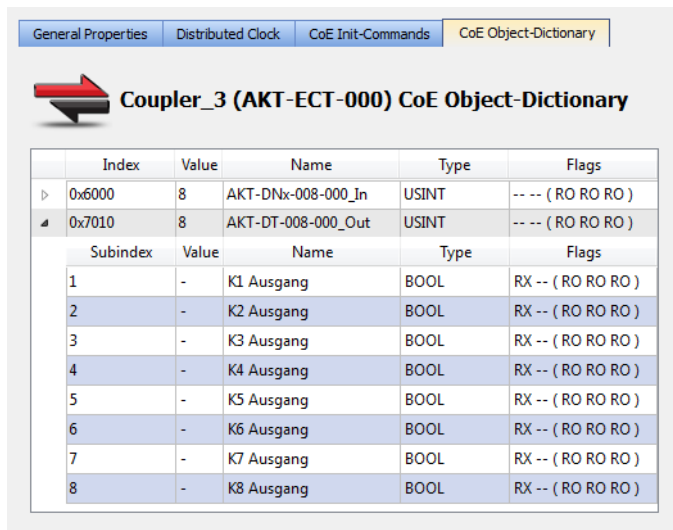 General Properties Distributed Clock CoE Init-Commands CoE Object-Dictionary
Coupler_3 (AKT-ECT-000) CoE Object-Dictionary
Index Value Name Type Flags
0x6000 8 AKT-DNx-008-000_In USINT -- -- ( RO RO RO )
0x7010 8 AKT-DT-008-000_Out USINT -- -- ( RO RO RO )
Subindex Value Name Type Flags
1 - K1 Ausgang BOOL RX -- ( RO RO RO )
2 - K2 Ausgang BOOL RX -- ( RO RO RO )
3 - K3 Ausgang BOOL RX -- ( RO RO RO )
4 - K4 Ausgang BOOL RX -- ( RO RO RO )
5 - K5 Ausgang BOOL RX -- ( RO RO RO )
6 - K6 Ausgang BOOL RX -- ( RO RO RO )
7 - K7 Ausgang BOOL RX -- ( RO RO RO )
8 - K8 Ausgang BOOL RX -- ( RO RO RO )